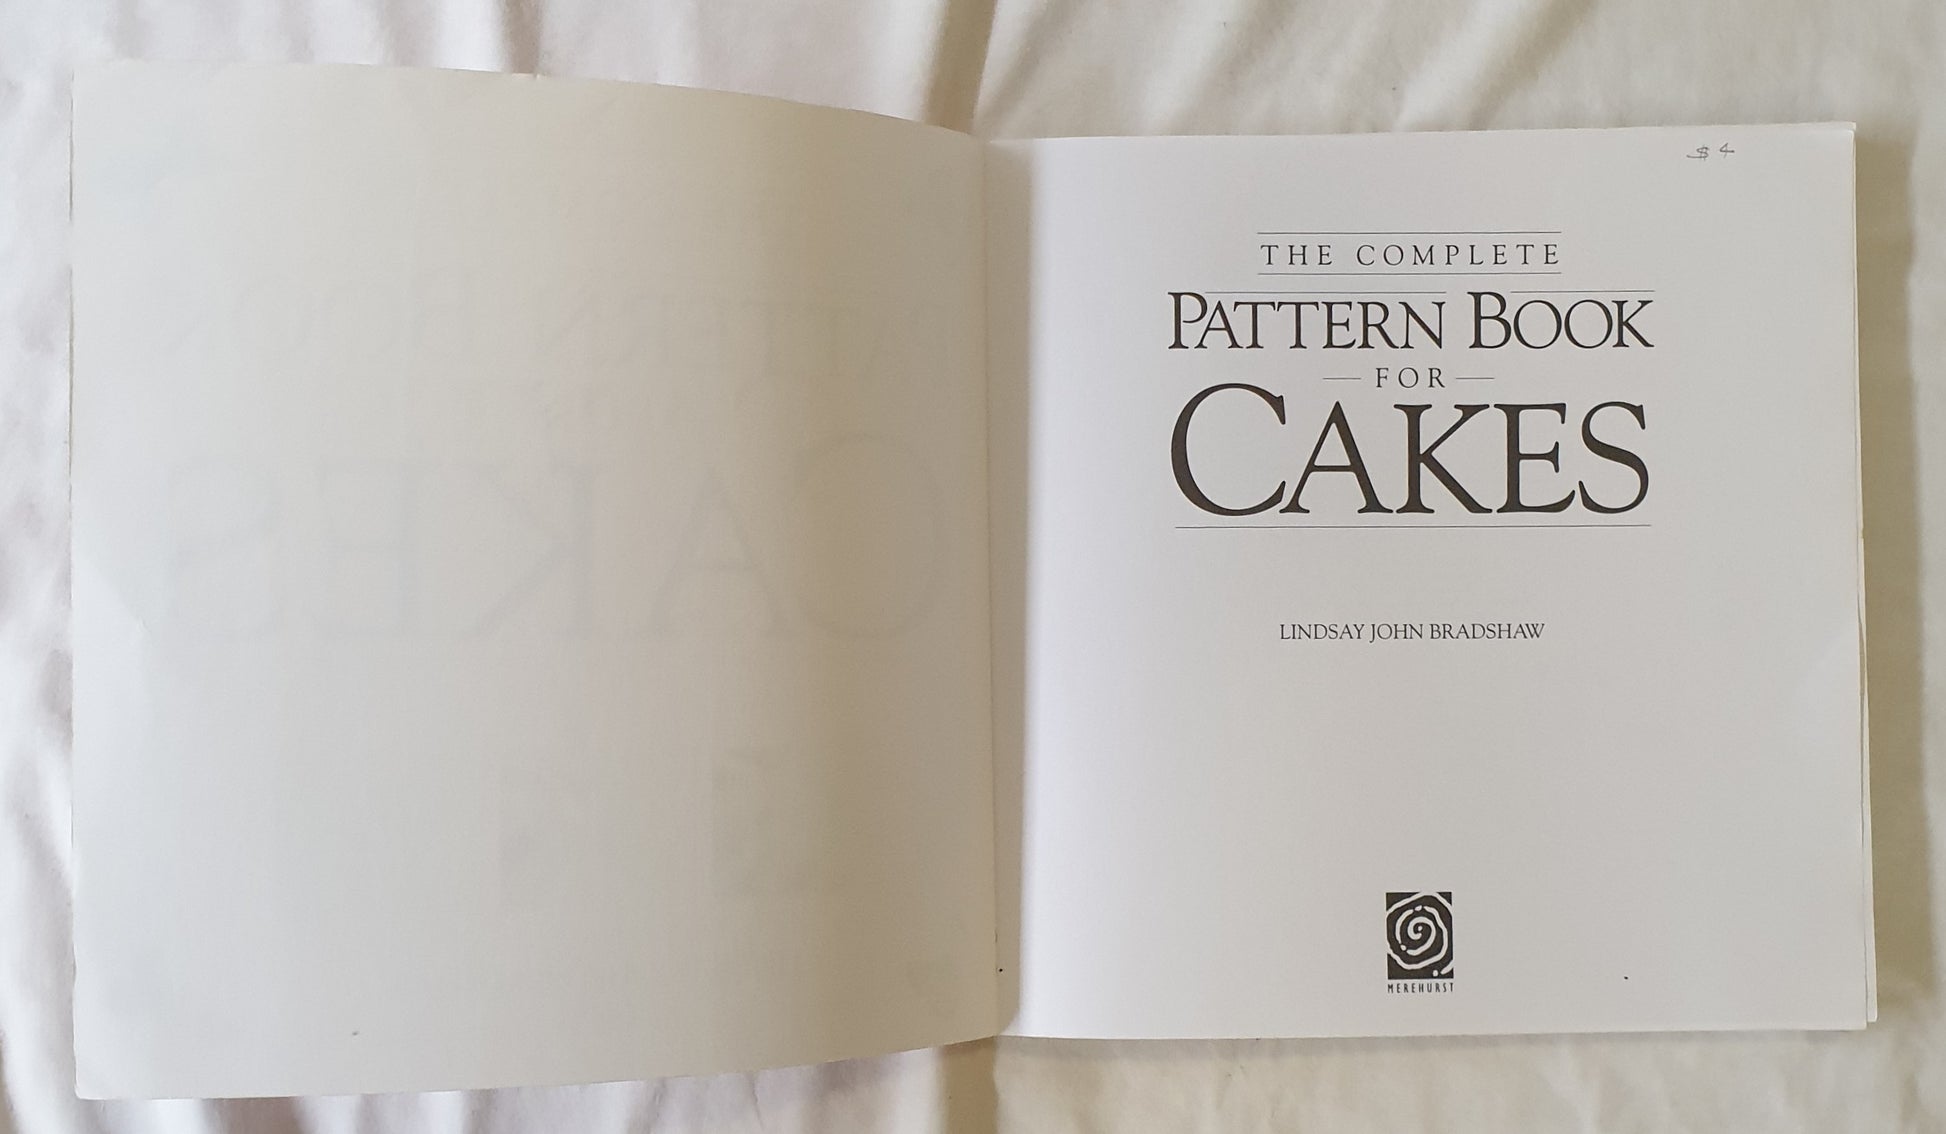 $ 4
THE COMPLETE
PATTERN BOOK
FOR
CAKES
LINDSAY JOHN BRADSHAW
MEREHURST